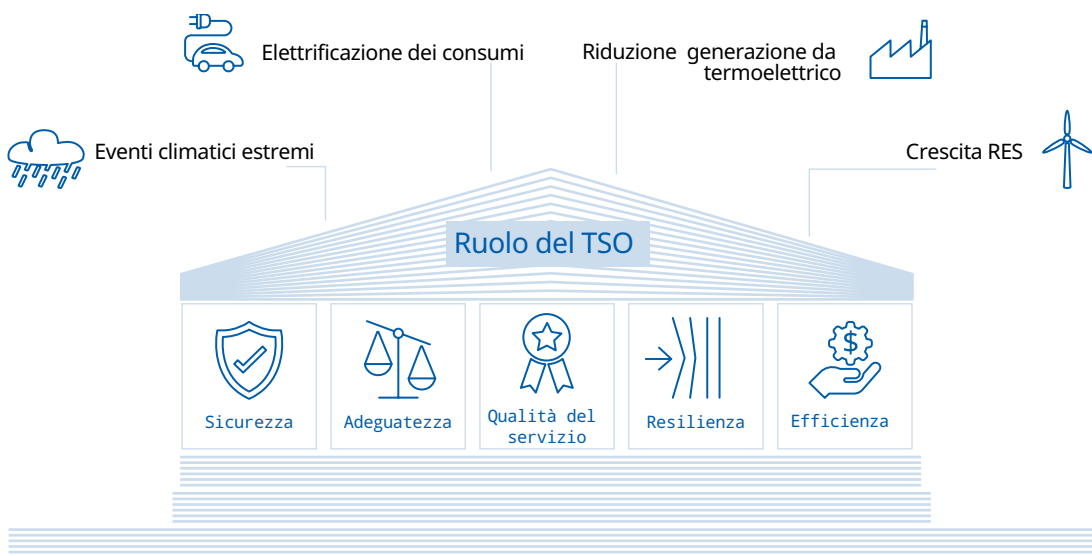 Elettrificazione dei consumi
Riduzione generazione da
termoelettrico
Eventi climatici estremi
Crescita RES
Ruolo del TSO
$
Sicurezza
Adeguatezza
Qualità del
servizio
Resilienza
Efficienza